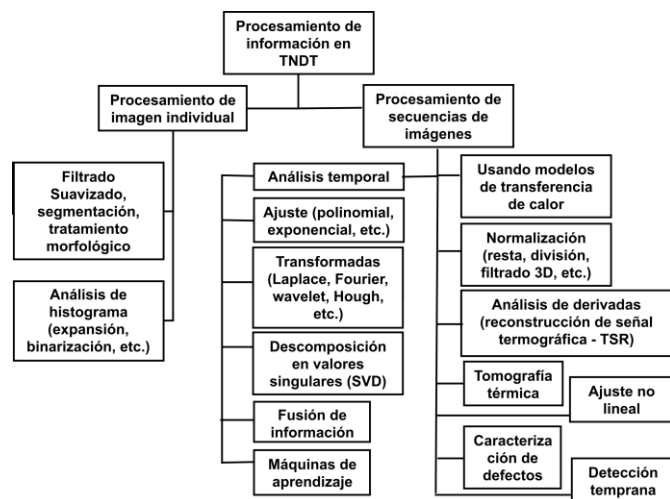 Procesamiento de
información en
TNDT
Procesamiento de
imagen individual
Procesamiento de
secuencias de
imágenes
Filtrado
Suavizado,
segmentación,
tratamiento
morfológico
Análisis de
histograma
(expansión,
binarización, etc.)
Análisis temporal
Ajuste (polinomial,
exponencial, etc.)
Transformadas
(Laplace, Fourier,
wavelet, Hough,
etc.)
Descomposición
en valores
singulares (SVD)
Fusión de
información
Máquinas de
aprendizaje
Usando modelos
de transferencia
de calor
Normalización
(resta, división,
filtrado 3D, etc.)
Análisis de derivadas
(reconstrucción de señal
termográfica - TSR)
Tomografía
térmica
Ajuste no
lineal
Caracteriza
ción de
defectos
Detección
temprana